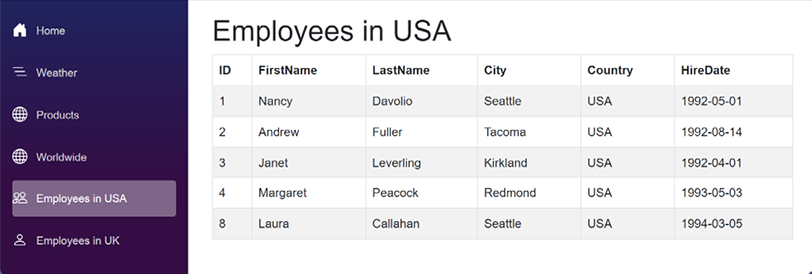 Home
Weather
Products
Worldwide
Employees in USA
Employees in UK
Employees in USA
ID FirstName LastName City Country HireDate
1 Nancy Davolio Seattle USA 1992-05-01
2 Andrew Fuller Tacoma USA 1992-08-14
3 Janet Leverling Kirkland USA 1992-04-01
4 Margaret Peacock Redmond USA 1993-05-03
8 Laura Callahan Seattle USA 1994-03-05